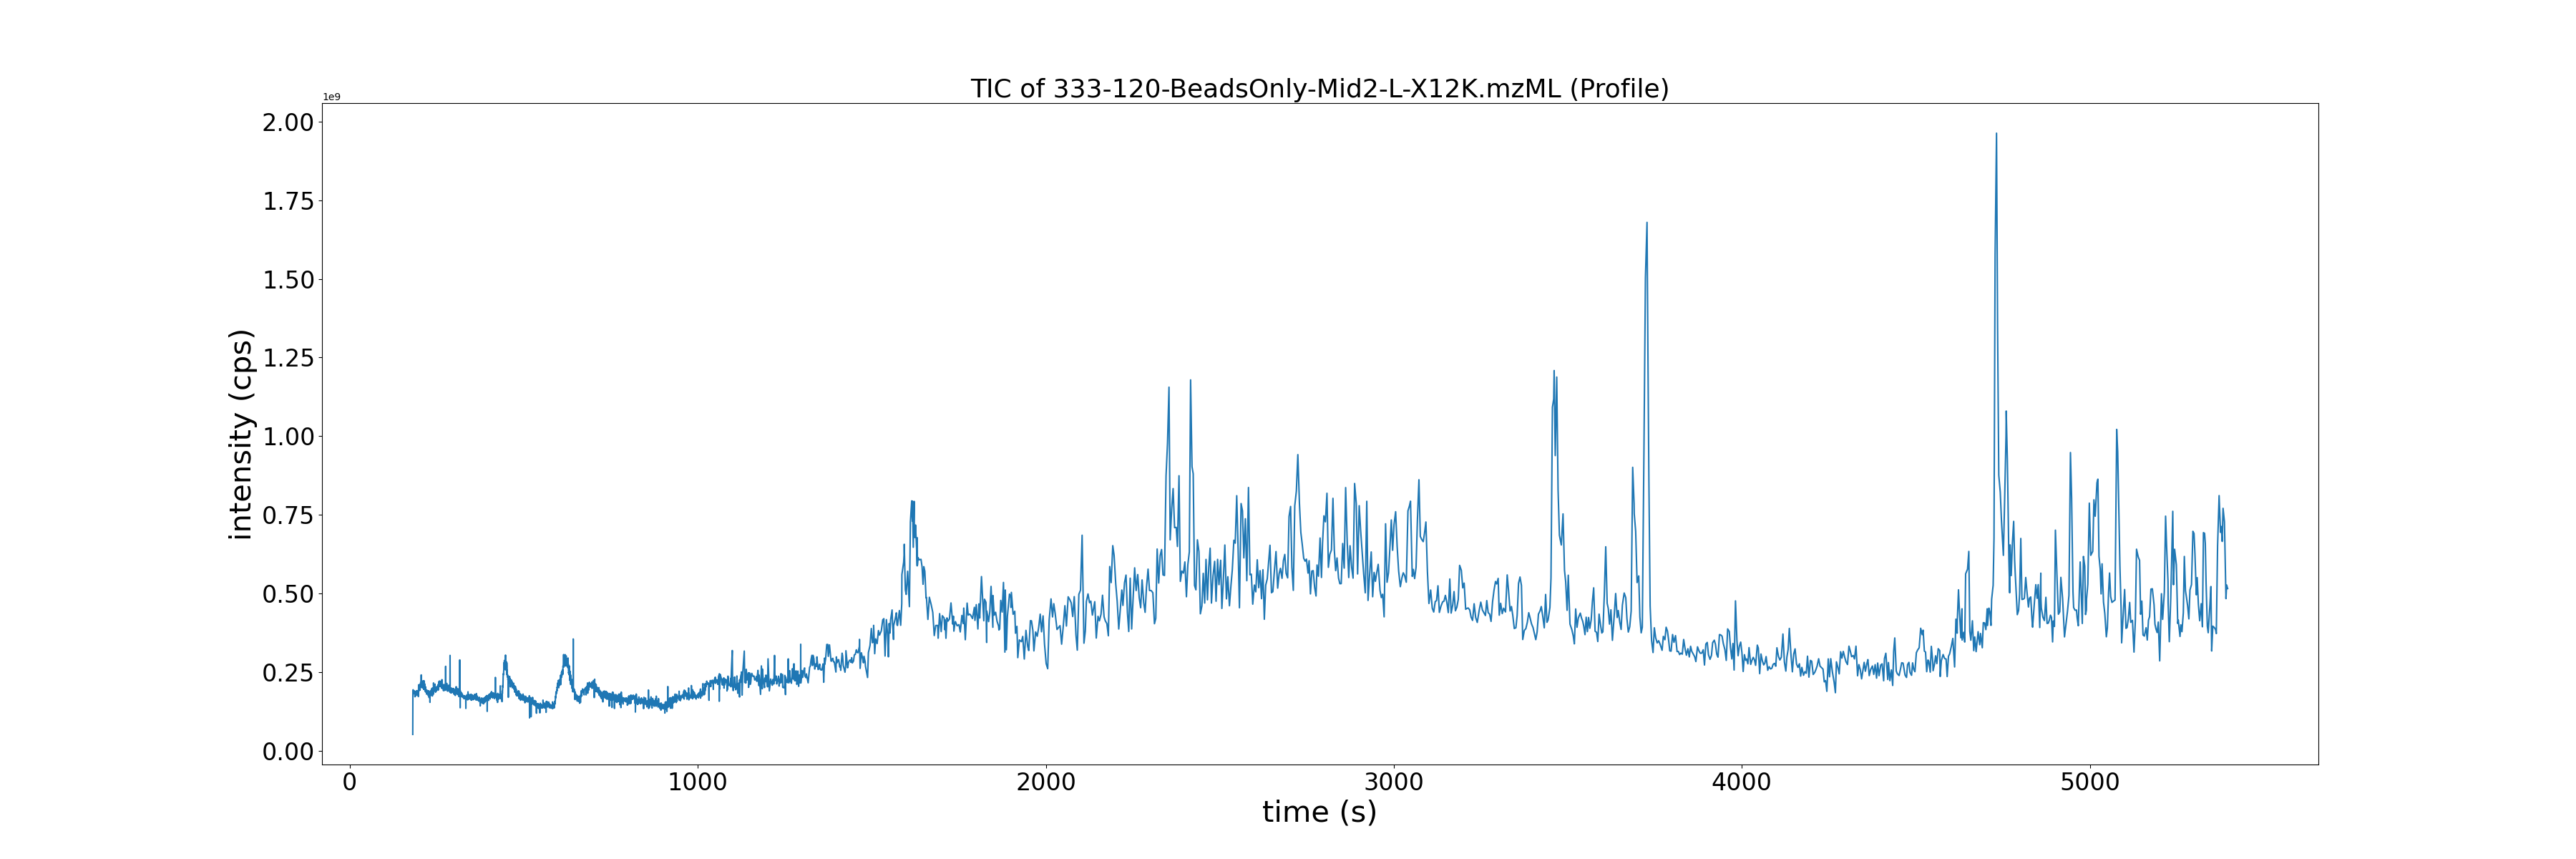 TIC of 333-120-BeadsOnly-Mid2-L-X12K.mzML (Profile)
1e9
2.00
1.75
1.50
1.25
1.00
0.75
0.50
0.25
0.00
intensity (cps)
0 1000 2000 3000 4000 5000
time (s)